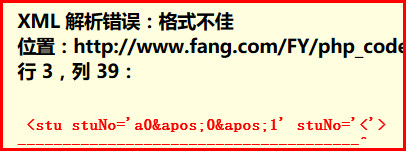 XML 解析错误：格式不佳
位置：http://www.fang.com/FY/php_code
行 3，列 39：
<stu stuNo='a0&apos;0&apos;1' stuNo='<'>
--------------------------------------^